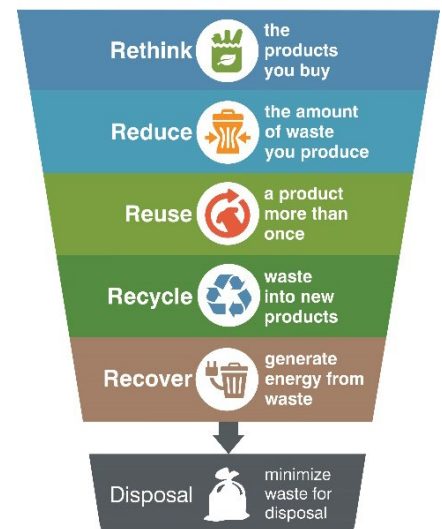 Rethink
the
products
you buy
Reduce
the amount
of waste
you produce
Reuse
a product
more than
once
Recycle
waste
into new
products
Recover
generate
energy from
waste
Disposal
minimize
waste for
disposal